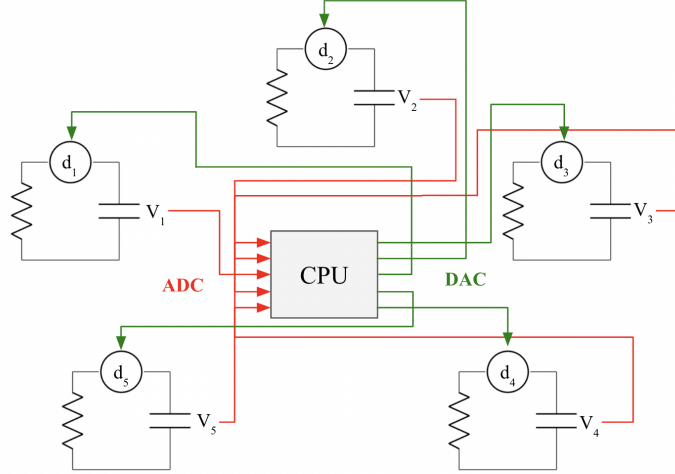 d₂
V₂
d₁
V₁
d₃
V₃
CPU
ADC
DAC
d₅
V₅
d₄
V₄